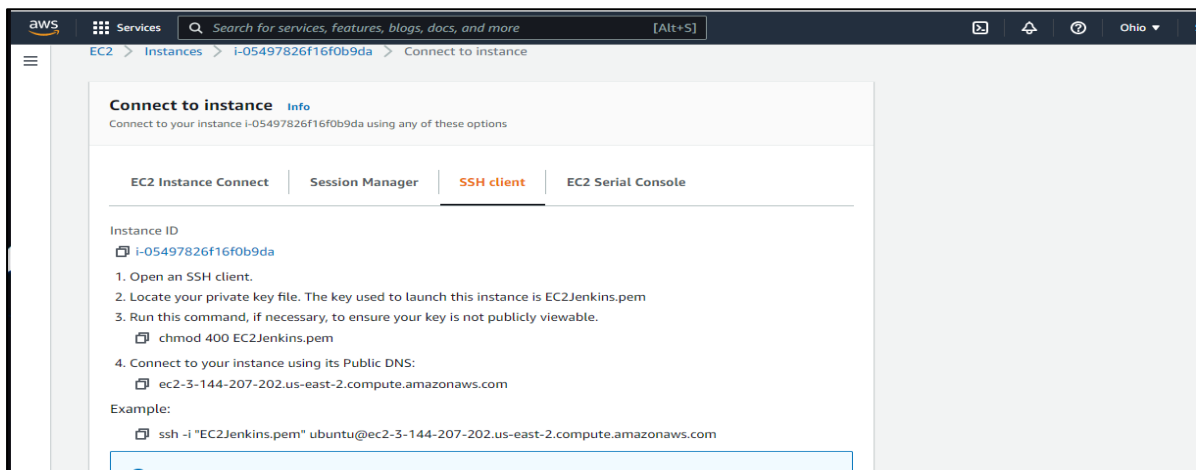 aws
Services
Search for services, features, blogs, docs, and more
[Alt+S]
Ohio
EC2 > Instances > i-05497826f16f0b9da > Connect to instance
Connect to instance Info
Connect to your instance i-05497826f16f0b9da using any of these options
EC2 Instance Connect
Session Manager
SSH client
EC2 Serial Console
Instance ID
i-05497826f16f0b9da
1. Open an SSH client.
2. Locate your private key file. The key used to launch this instance is EC2Jenkins.pem
3. Run this command, if necessary, to ensure your key is not publicly viewable.
chmod 400 EC2Jenkins.pem
4. Connect to your instance using its Public DNS:
ec2-3-144-207-202.us-east-2.compute.amazonaws.com
Example:
ssh -i "EC2Jenkins.pem" ubuntu@ec2-3-144-207-202.us-east-2.compute.amazonaws.com